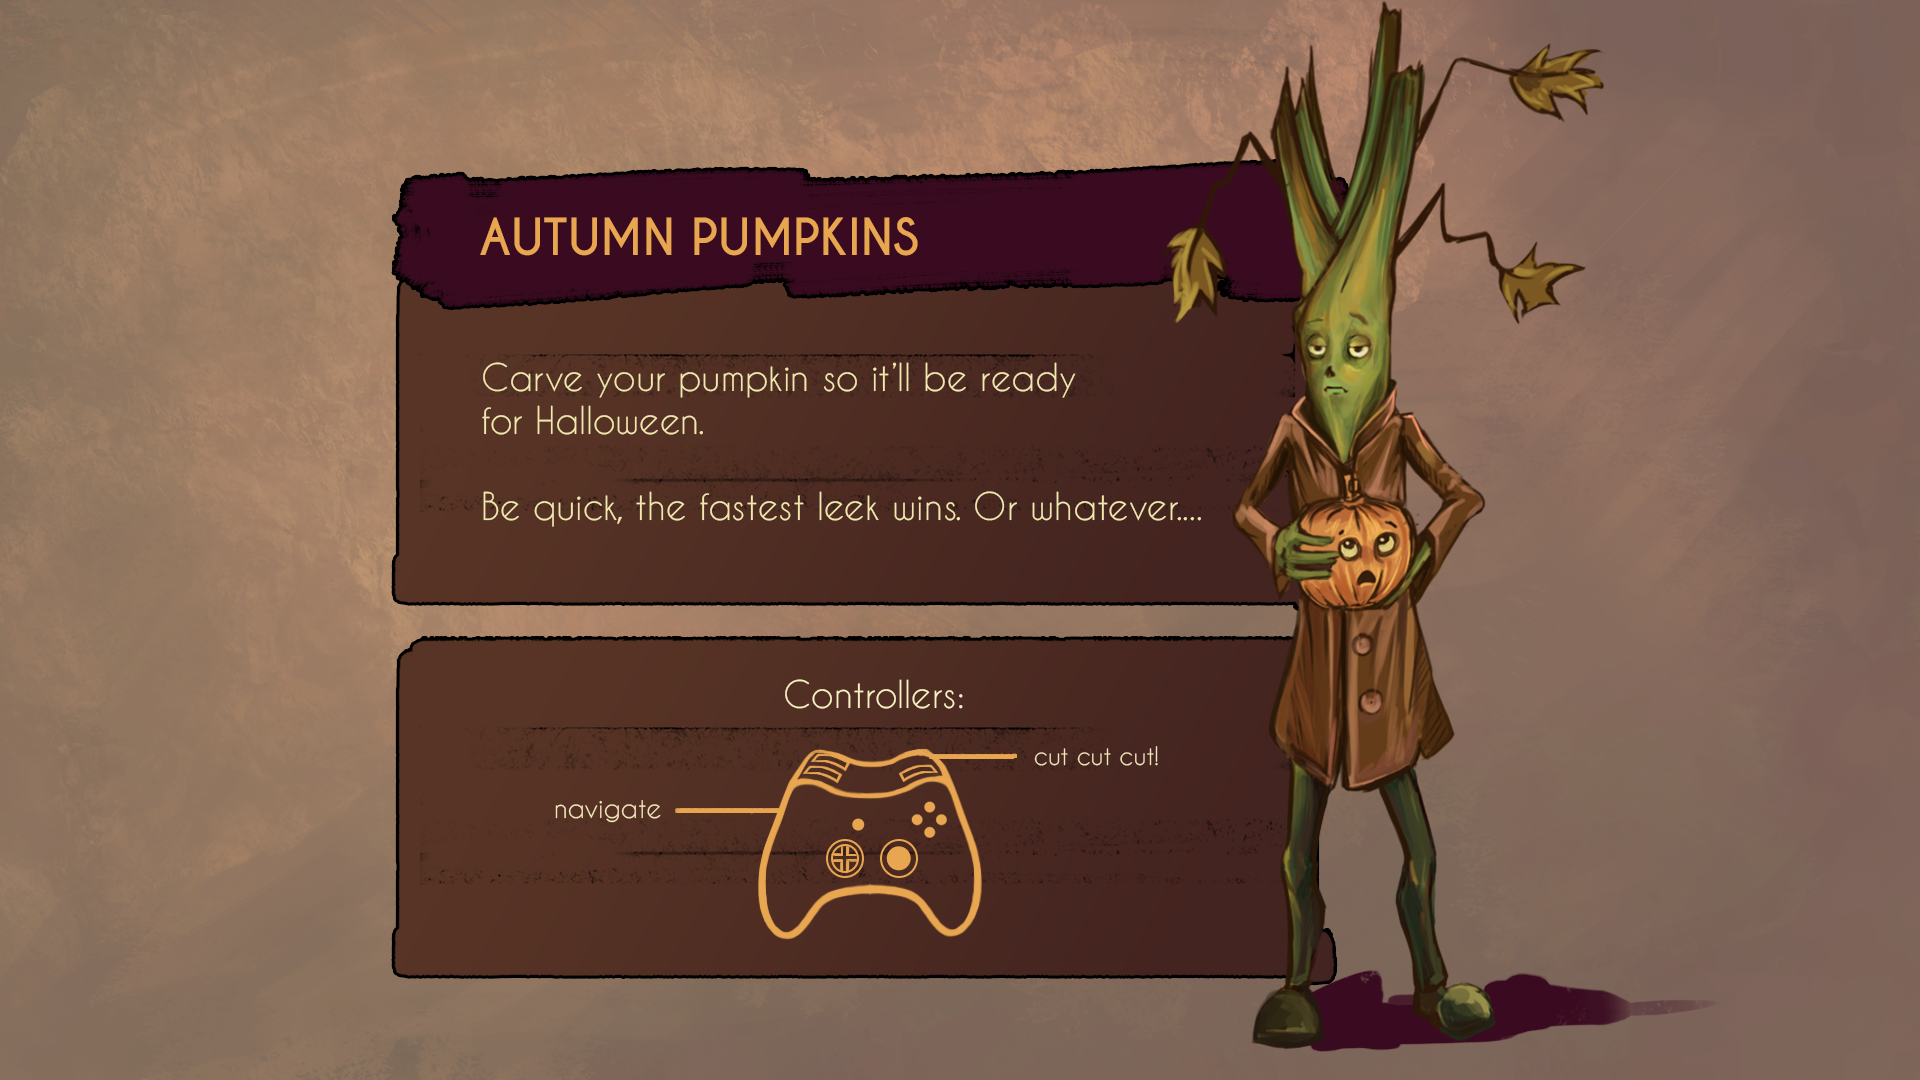 AUTUMN PUMPKINS
Carve your pumpkin so it'll be ready
for Halloween.
Be quick, the fastest leek wins. Or whatever....
Controllers:
cut cut cut!
navigate